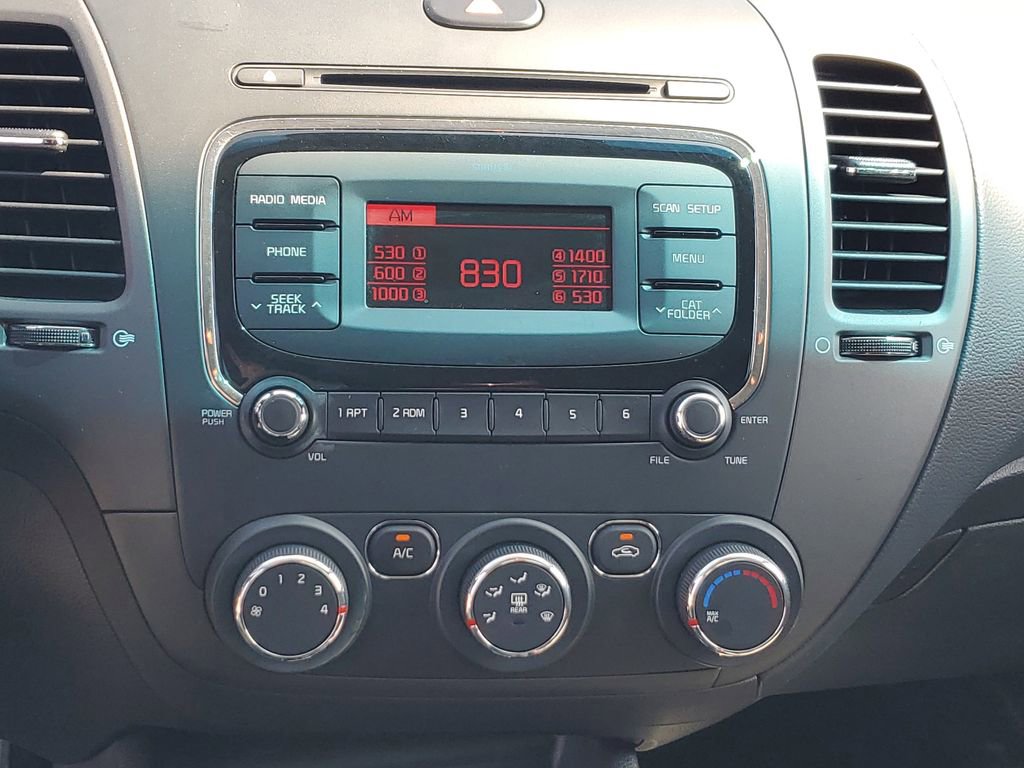 RADIO MEDIA
PHONE
SEEK
TRACK
AM
530 1
600 2
1000 3
830
4 1400
5 1710
6 530
SCAN SETUP
MENU
CAT
FOLDER
POWER
PUSH
VOL
1 RPT
2 RDM
3
4
5
6
ENTER
FILE
TUNE
0 1 2 3 4
A/C
REAR
MAX
A/C